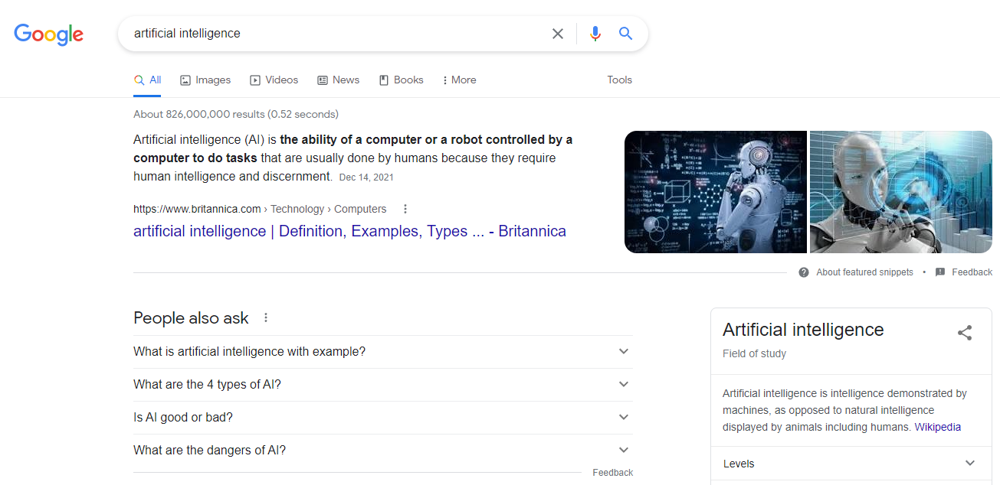 Google
artificial intelligence
All Images Videos News Books More Tools
About 826,000,000 results (0.52 seconds)
Artificial intelligence (AI) is the ability of a computer or a robot controlled by a
computer to do tasks that are usually done by humans because they require
human intelligence and discernment. Dec 14, 2021
https://www.britannica.com › Technology › Computers
artificial intelligence | Definition, Examples, Types ... - Britannica
About featured snippets • Feedback
People also ask
What is artificial intelligence with example?
What are the 4 types of AI?
Is AI good or bad?
What are the dangers of AI?
Feedback
Artificial intelligence
Field of study
Artificial intelligence is intelligence demonstrated by
machines, as opposed to natural intelligence
displayed by animals including humans. Wikipedia
Levels